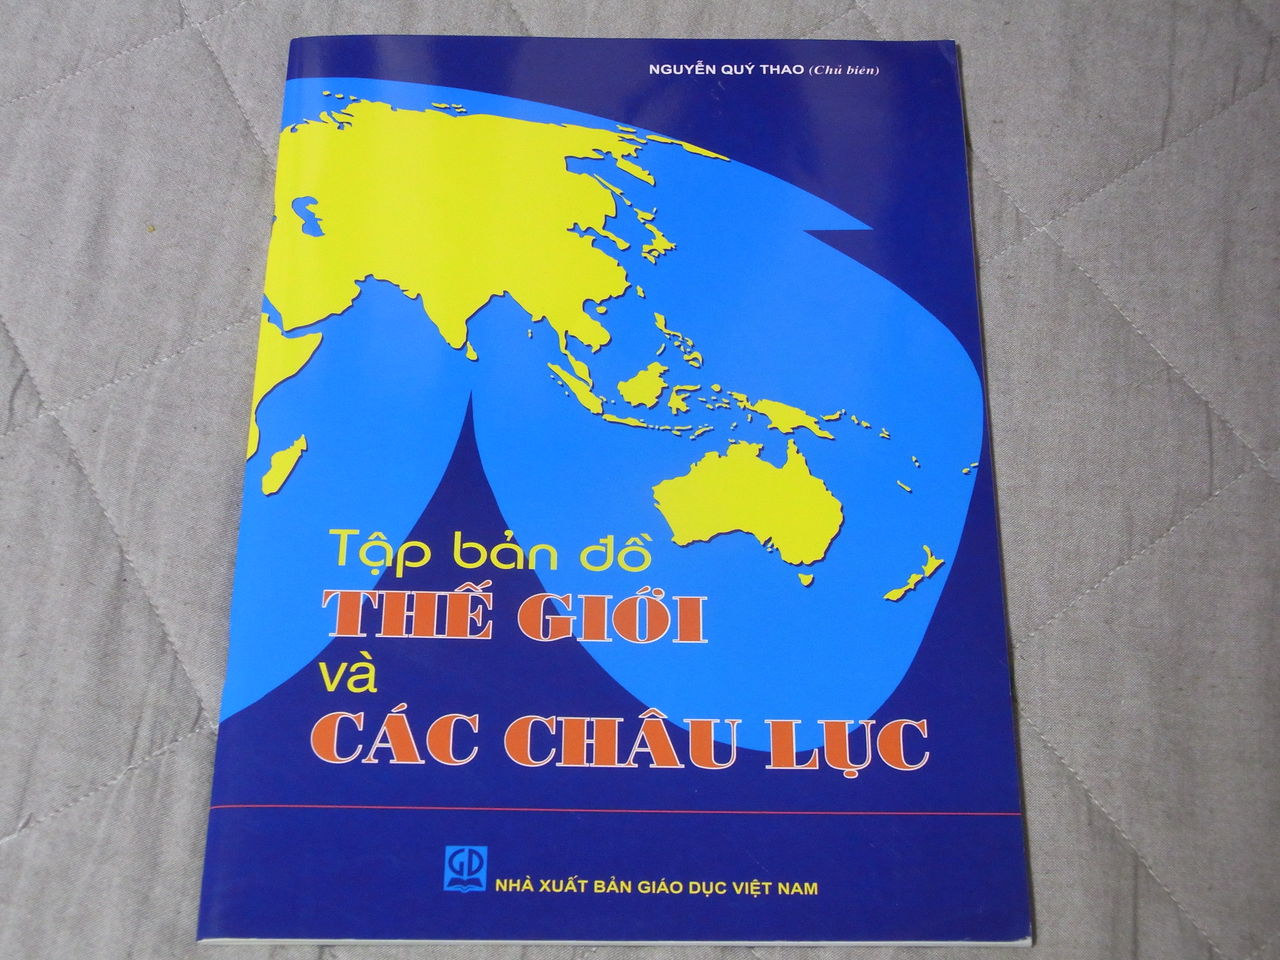 NGUYỄN QUÝ THAO (Chủ biên)
Tập bản đồ
THẾ GIỚI
và
CÁC CHÂU LỤC
GD
NHÀ XUẤT BẢN GIÁO DỤC VIỆT NAM